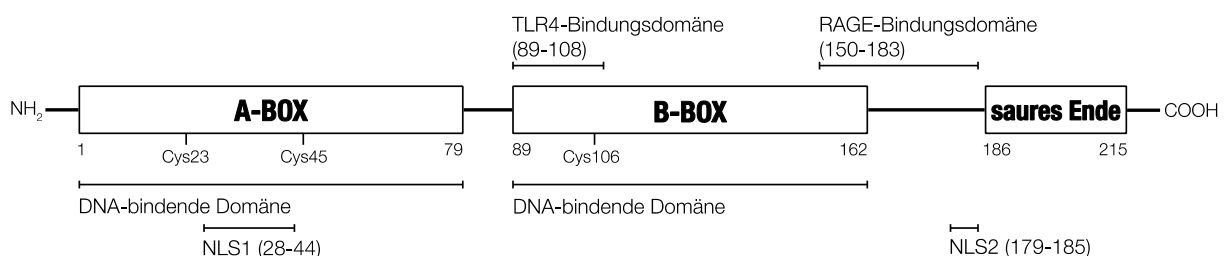 TLR4-Bindungsdomäne
(89-108)
RAGE-Bindungsdomäne
(150-183)
NH₂
A-BOX
B-BOX
saures Ende
COOH
1
Cys23
Cys45
79
89
Cys106
162
186
215
DNA-bindende Domäne
DNA-bindende Domäne
NLS1 (28-44)
NLS2 (179-185)